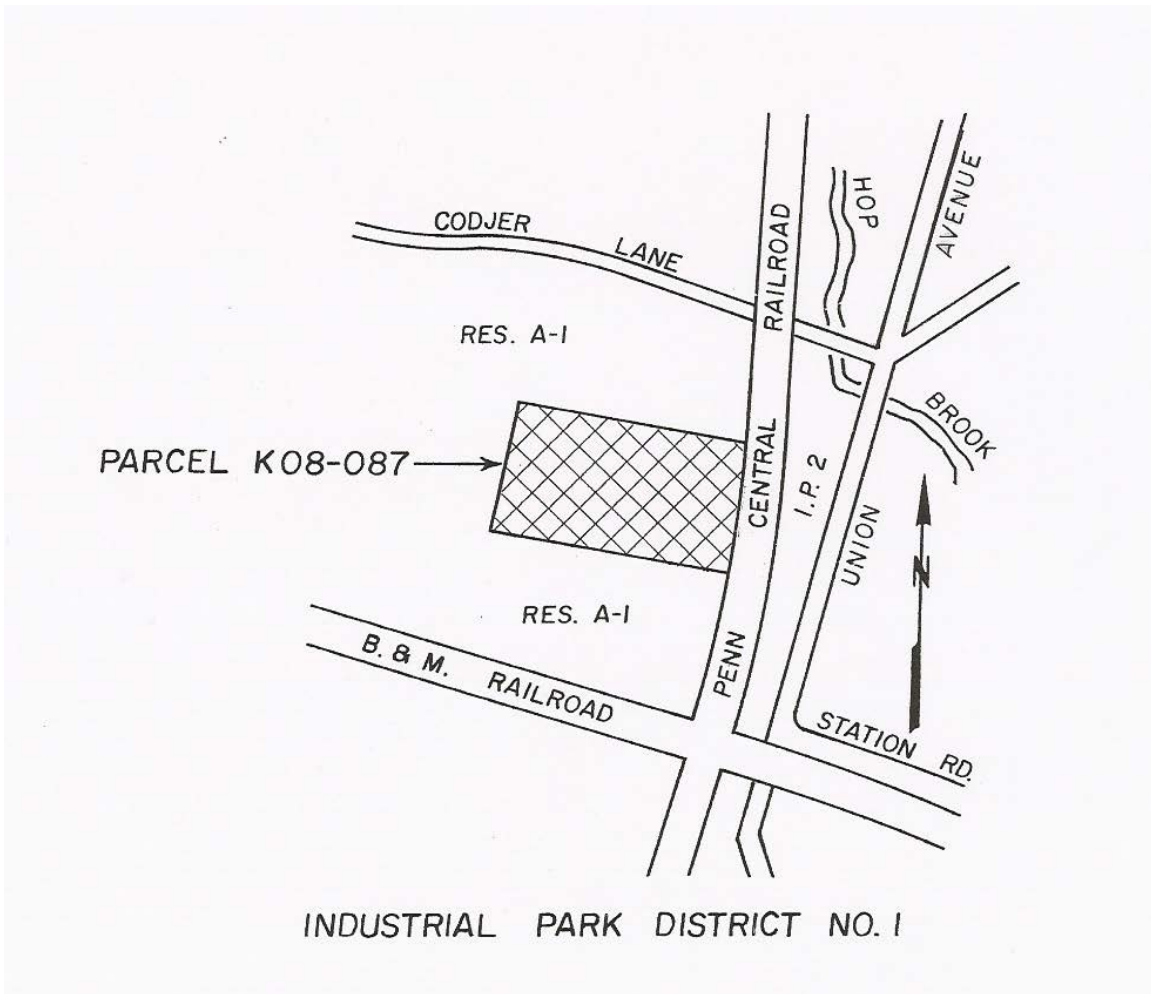 CODJER LANE
RES. A-1
PARCEL K08-087
RES. A-1
B. & M. RAILROAD
PENN CENTRAL RAILROAD
HOP BROOK
I.P. 2
UNION AVENUE
N
STATION RD.
INDUSTRIAL PARK DISTRICT NO. 1